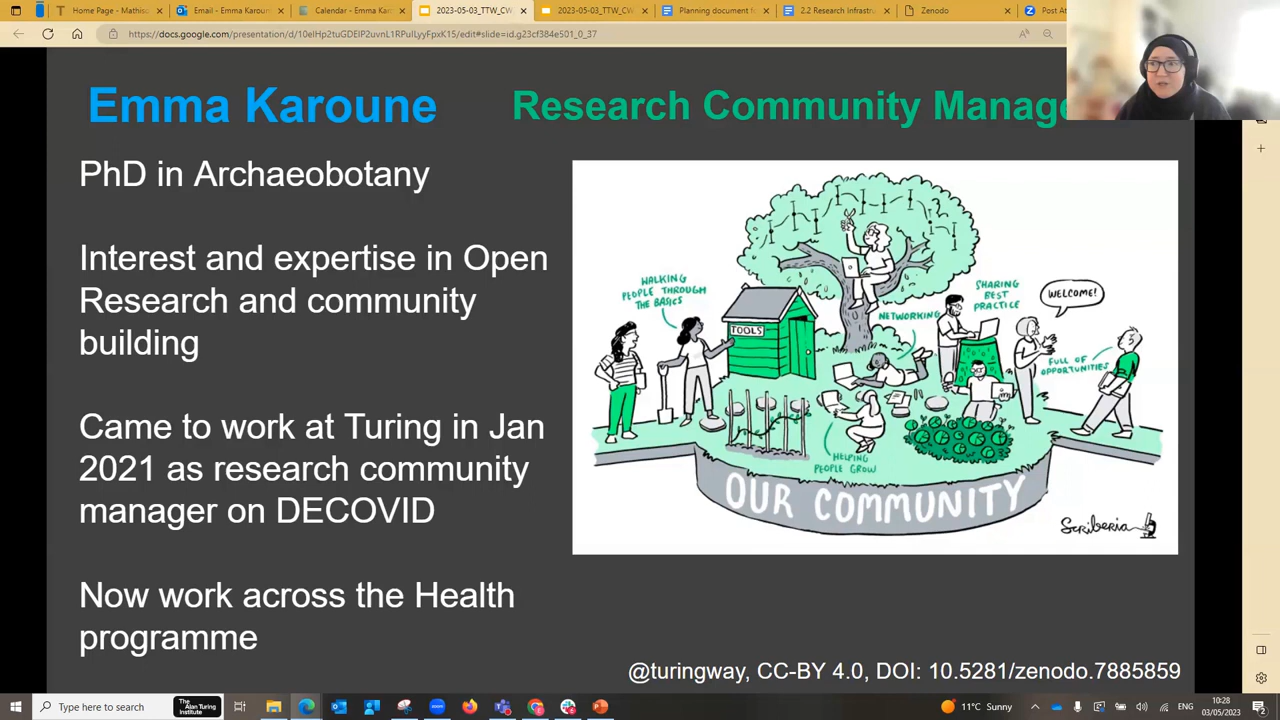 Home Page - Mathisc
Email - Emma Karoun
Calendar - Emma Karo
2023-05-03_TTW_CW
2023-05-03_TTW_CW
Planning document fo
2.2 Research Infrastru
Zenodo
Post At
https://docs.google.com/presentation/d/10eIHp2tuGDEIP2uvnL1RPuILyyFpxK15/edit#slide=id.g23cf384e501_0_37
Emma Karoune
Research Community Manage
PhD in Archaeobotany
Interest and expertise in Open
Research and community
building
Came to work at Turing in Jan
2021 as research community
manager on DECOVID
Now work across the Health
programme
WALKING
PEOPLE THROUGH
THE BASICS
TOOLS
NETWORKING
SHARING
BEST
PRACTICE
WELCOME!
FULL OF
OPPORTUNITIES
HELPING
PEOPLE GROW
OUR COMMUNITY
Scriberia
@turingway, CC-BY 4.0, DOI: 10.5281/zenodo.7885859
Type here to search
The
Alan Turing
Institute
11°C Sunny
ENG
10:28
03/05/2023